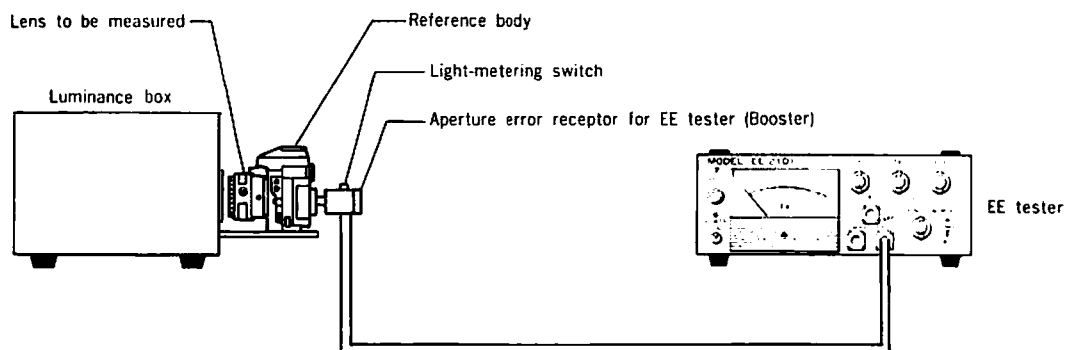 Lens to be measured
Reference body
Light-metering switch
Luminance box
Aperture error receptor for EE tester (Booster)
MODEL EE 2101
EE tester